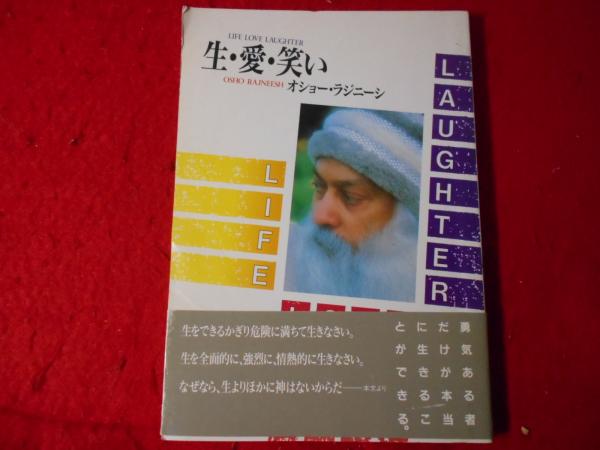 LIFE LOVE LAUGHTER
生・愛・笑い
OSHO RAJNEESH オショー・ラジニーシ
LAUGHTER
LIFE
生をできるかぎり危険に満ちて生きなさい。
生を全面的に、強烈に、情熱的に生きなさい。
なぜなら、生よりほかに神はないからだ――本文より
勇気ある者
だけが本当
に生きるこ
とができる。